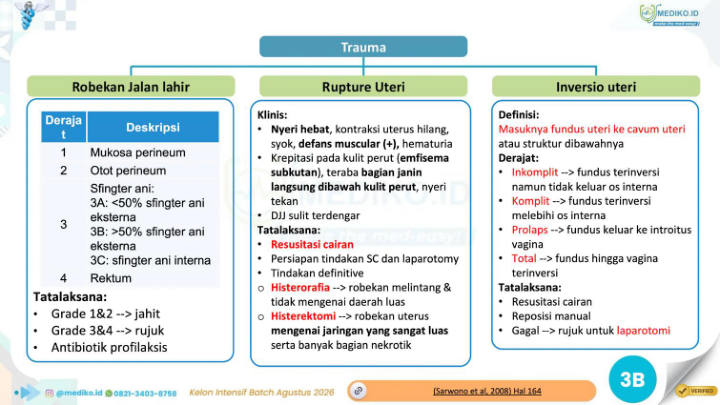 MEDIKO.ID
make the med-easy!
Trauma
Robekan Jalan lahir
Deraja
t
Deskripsi
1 Mukosa perineum
2 Otot perineum
3
Sfingter ani:
3A: <50% sfingter ani
eksterna
3B: >50% sfingter ani
eksterna
3C: sfingter ani interna
4 Rektum
Tatalaksana:
• Grade 1&2 --> jahit
• Grade 3&4 --> rujuk
• Antibiotik profilaksis
Rupture Uteri
Klinis:
• Nyeri hebat, kontraksi uterus hilang,
syok, defans muscular (+), hematuria
• Krepitasi pada kulit perut (emfisema
subkutan), teraba bagian janin
langsung dibawah kulit perut, nyeri
tekan
• DJJ sulit terdengar
Tatalaksana:
• Resusitasi cairan
• Persiapan tindakan SC dan laparotomy
• Tindakan definitive
o Histerorafia --> robekan melintang &
tidak mengenai daerah luas
o Histerektomi --> robekan uterus
mengenai jaringan yang sangat luas
serta banyak bagian nekrotik
Inversio uteri
Definisi:
Masuknya fundus uteri ke cavum uteri
atau struktur dibawahnya
Derajat:
• Inkomplit --> fundus terinversi
namun tidak keluar os interna
• Komplit --> fundus terinversi
melebihi os interna
• Prolaps --> fundus keluar ke introitus
vagina
• Total --> fundus hingga vagina
terinversi
Tatalaksana:
• Resusitasi cairan
• Reposisi manual
• Gagal --> rujuk untuk laparotomi
MEDIKO.ID
make the med-easy!
@mediko.id 0821-3403-8758
Kelon Intensif Batch Agustus 2026
(Sarwono et al, 2008) Hal 164
3B
VERIFIED